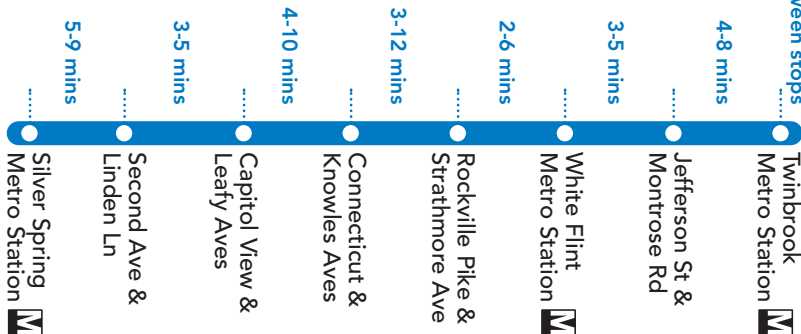 ween stops
Twinbrook
Metro Station M
4-8 mins
Jefferson St &
Montrose Rd
3-5 mins
White Flint
Metro Station M
2-6 mins
Rockville Pike &
Strathmore Ave
3-12 mins
Connecticut &
Knowles Aves
4-10 mins
Capitol View &
Leafy Aves
3-5 mins
Second Ave &
Linden Ln
5-9 mins
Silver Spring
Metro Station M